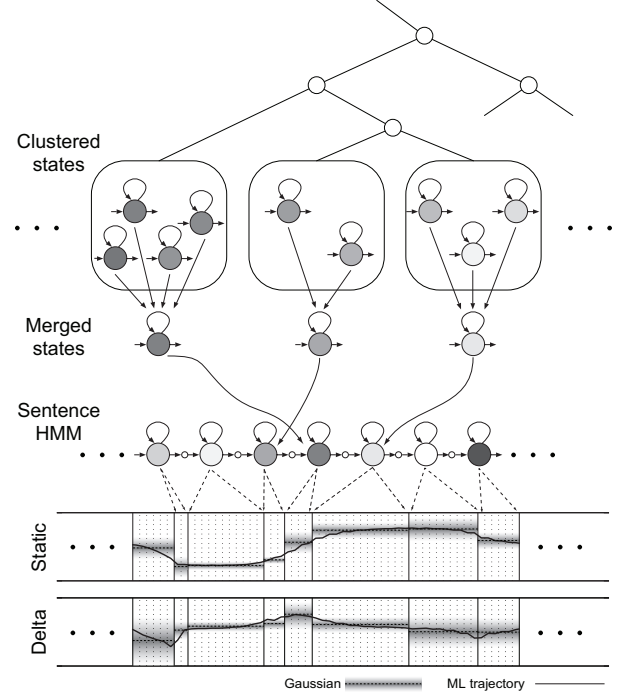 Clustered
states
Merged
states
Sentence
HMM
Static
Delta
Gaussian
ML trajectory